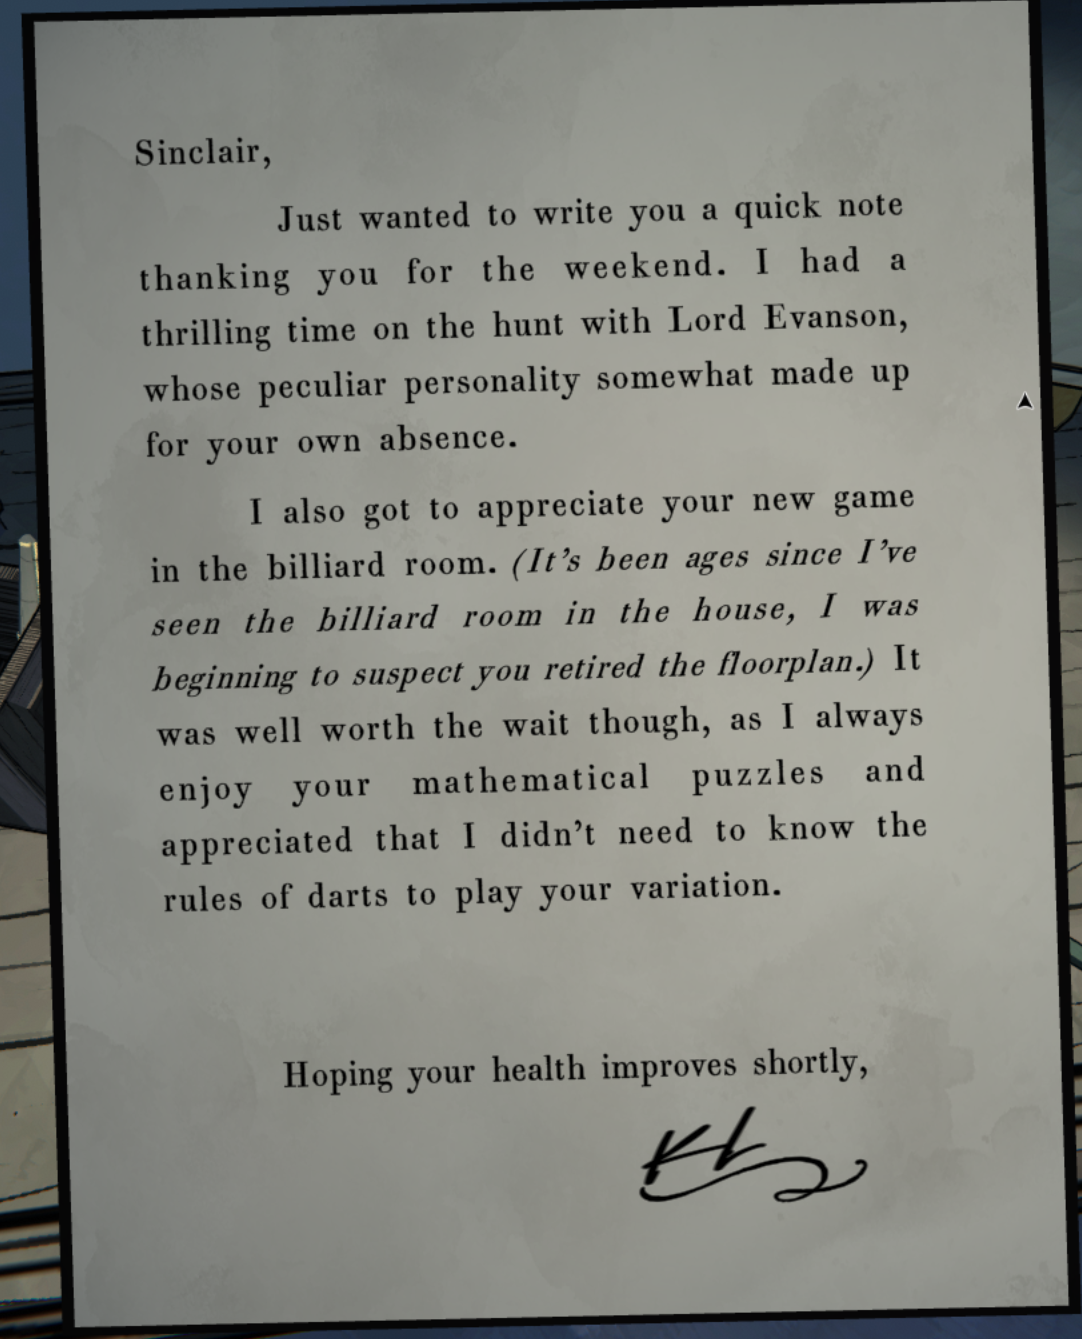 Sinclair,
Just wanted to write you a quick note
thanking you for the weekend. I had a
thrilling time on the hunt with Lord Evanson,
whose peculiar personality somewhat made up
for your own absence.
I also got to appreciate your new game
in the billiard room. (It's been ages since I've
seen the billiard room in the house, I was
beginning to suspect you retired the floorplan.) It
was well worth the wait though, as I always
enjoy your mathematical puzzles and
appreciated that I didn't need to know the
rules of darts to play your variation.
Hoping your health improves shortly,